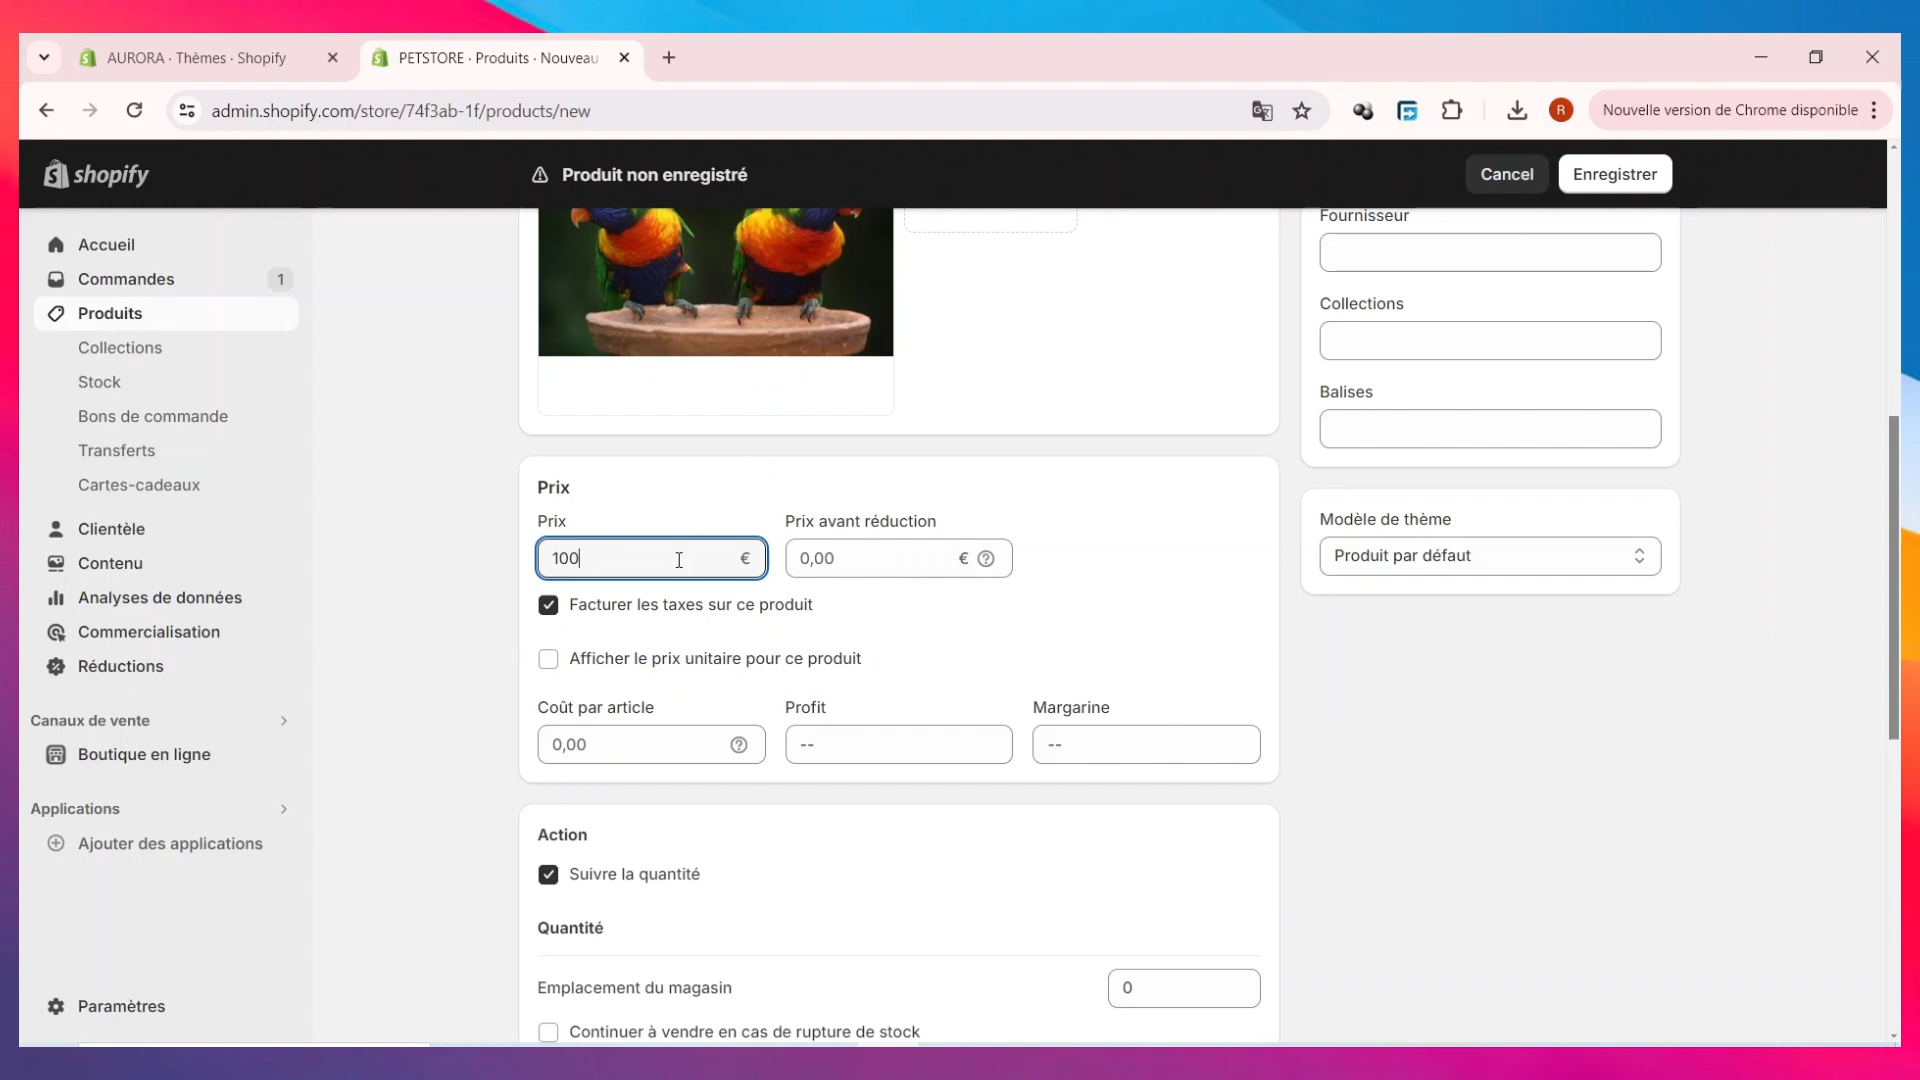 AURORA · Thèmes · Shopify
PETSTORE · Produits · Nouveau
admin.shopify.com/store/74f3ab-1f/products/new
R
Nouvelle version de Chrome disponible
shopify
Produit non enregistré
Cancel
Enregistrer
Accueil
Commandes
1
Produits
Collections
Stock
Bons de commande
Transferts
Cartes-cadeaux
Clientèle
Contenu
Analyses de données
Commercialisation
Réductions
Canaux de vente
Boutique en ligne
Applications
Ajouter des applications
Paramètres
Prix
Prix
Prix avant réduction
100 €
0,00 €
Facturer les taxes sur ce produit
Afficher le prix unitaire pour ce produit
Coût par article
Profit
Margarine
0,00
--
--
Action
Suivre la quantité
Quantité
Emplacement du magasin
0
Continuer à vendre en cas de rupture de stock
Fournisseur
Collections
Balises
Modèle de thème
Produit par défaut